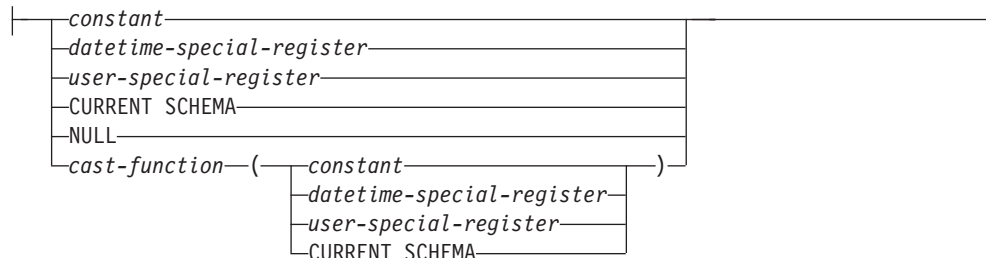 constant
datetime-special-register
user-special-register
CURRENT SCHEMA
NULL
cast-function ( constant )
datetime-special-register
user-special-register
CURRENT SCHEMA